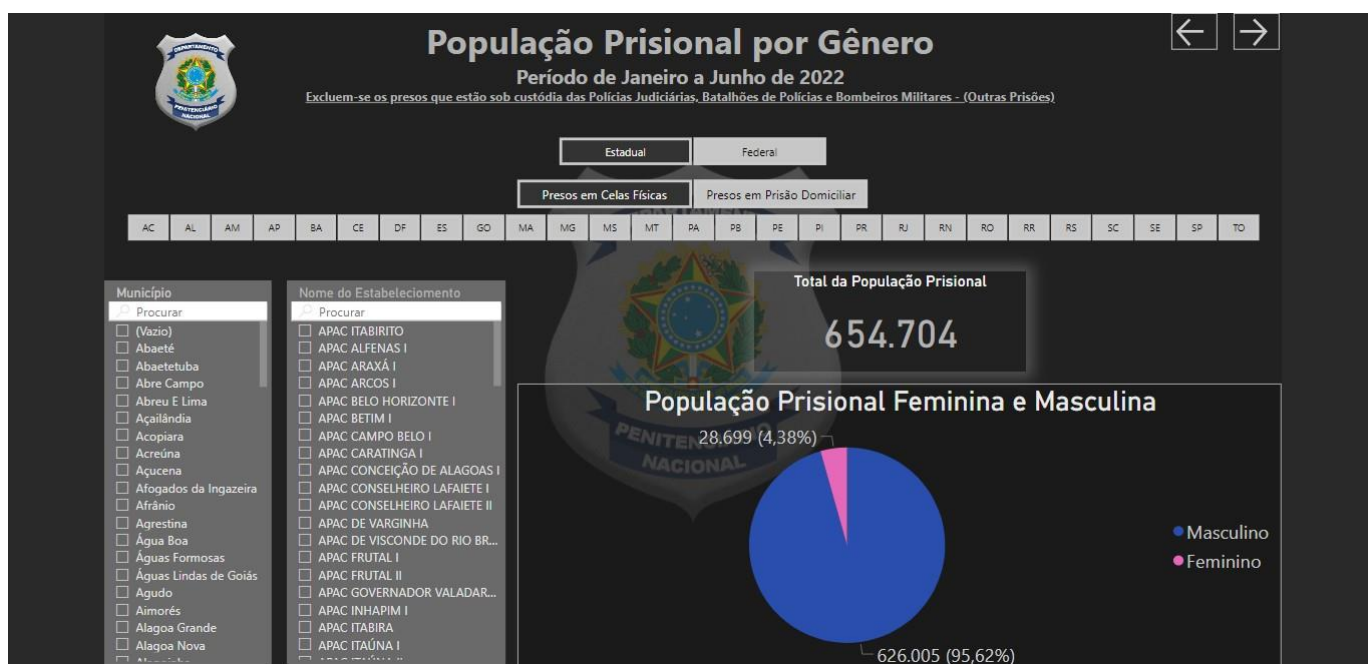 População Prisional por Gênero
Período de Janeiro a Junho de 2022
Excluem-se os presos que estão sob custódia das Polícias Judiciárias, Batalhões de Polícias e Bombeiros Militares - (Outras Prisões)
DEPARTAMENTO
PENITENCIÁRIO
NACIONAL
Estadual Federal
Presos em Celas Físicas Presos em Prisão Domiciliar
AC AL AM AP BA CE DF ES GO MA MG MS MT PA PB PE PI PR RJ RN RO RR RS SC SE SP TO
Município
Procurar
(Vazio)
Abaeté
Abaetetuba
Abre Campo
Abreu E Lima
Açailândia
Acopiara
Acreúna
Açucena
Afogados da Ingazeira
Afrânio
Agrestina
Água Boa
Águas Formosas
Águas Lindas de Goiás
Agudo
Aimorés
Alagoa Grande
Alagoa Nova
Nome do Estabeleciomento
Procurar
APAC ITABIRITO
APAC ALFENAS I
APAC ARAXÁ I
APAC ARCOS I
APAC BELO HORIZONTE I
APAC BETIM I
APAC CAMPO BELO I
APAC CARATINGA I
APAC CONCEIÇÃO DE ALAGOAS I
APAC CONSELHEIRO LAFAIETE I
APAC CONSELHEIRO LAFAIETE II
APAC DE VARGINHA
APAC DE VISCONDE DO RIO BR...
APAC FRUTAL I
APAC FRUTAL II
APAC GOVERNADOR VALADAR...
APAC INHAPIM I
APAC ITABIRA
APAC ITAÚNA I
Total da População Prisional
654.704
População Prisional Feminina e Masculina
28.699 (4,38%)
PENITENCIÁRIO
NACIONAL
Masculino
Feminino
626.005 (95,62%)